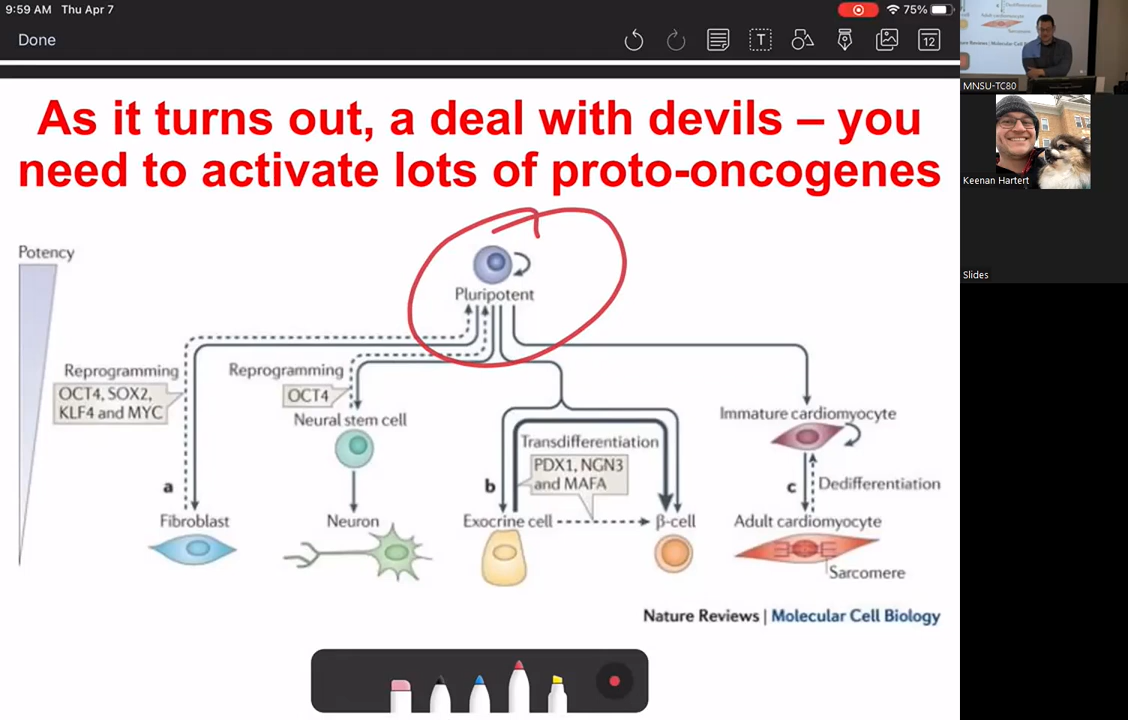 9:59 AM Thu Apr 7
75%
Done
T
12
As it turns out, a deal with devils – you
need to activate lots of proto-oncogenes
Potency
Pluripotent
Reprogramming
OCT4, SOX2,
KLF4 and MYC
Reprogramming
OCT4
Neural stem cell
Immature cardiomyocyte
Transdifferentiation
PDX1, NGN3
and MAFA
a
b
c
Dedifferentiation
Fibroblast
Neuron
Exocrine cell
β-cell
Adult cardiomyocyte
Sarcomere
Nature Reviews | Molecular Cell Biology
MNSU-TC80
Keenan Hartert
Slides